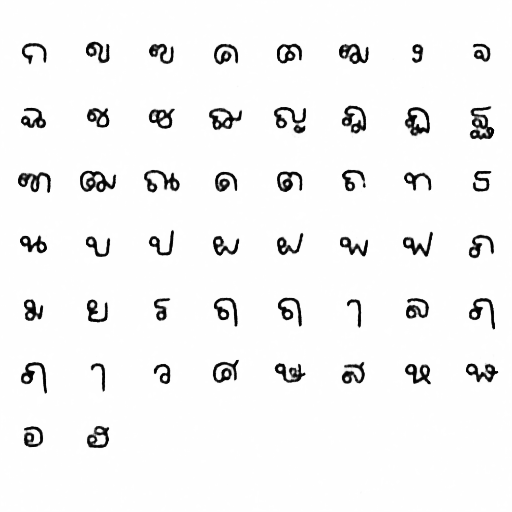 ก ข ฃ ค ฅ ฆ ง จ
ฉ ช ซ ฌ ญ ฎ ฏ ฐ
ฑ ฒ ณ ด ต ถ ท ธ
น บ ป ผ ฝ พ ฟ ภ
ม ย ร ฤ ฤ ๅ ล ฦ
ฦ ๅ ว ศ ษ ส ห ฬ
อ ฮ